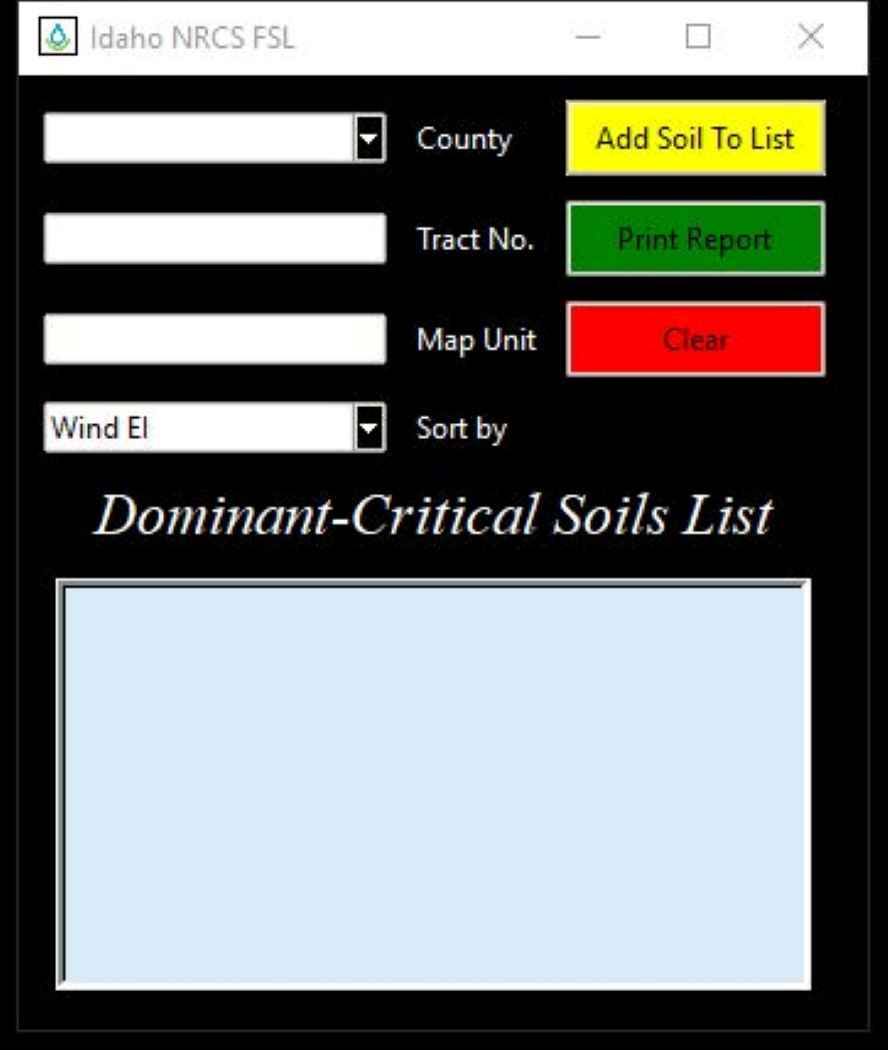 Idaho NRCS FSL
County
Add Soil To List
Tract No.
Print Report
Map Unit
Clear
Wind EI
Sort by
Dominant-Critical Soils List